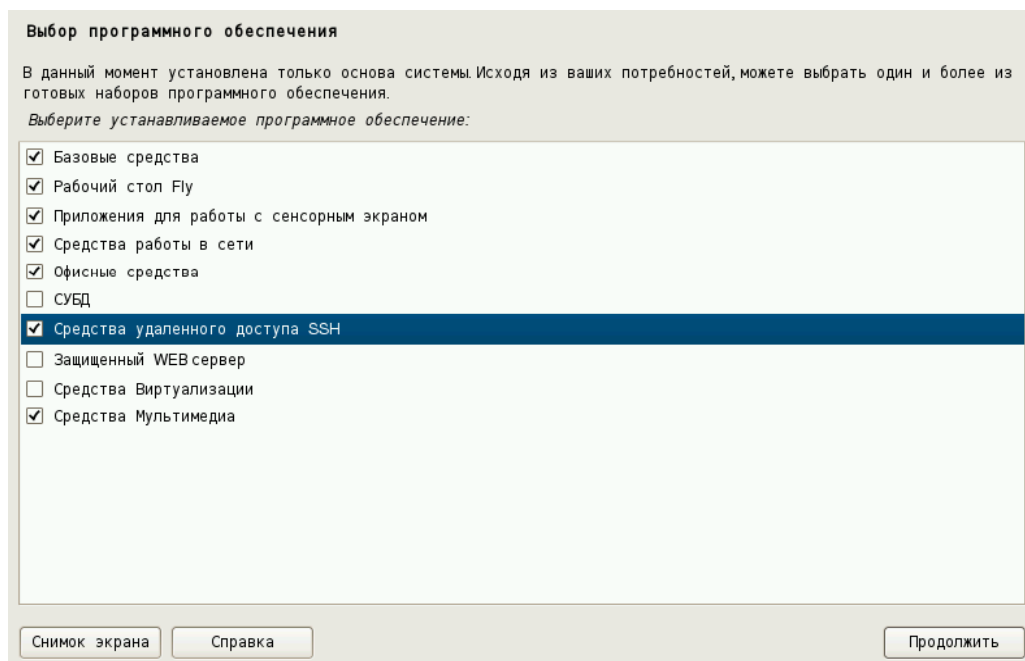 Выбор программного обеспечения
В данный момент установлена только основа системы. Исходя из ваших потребностей, можете выбрать один и более из
готовых наборов программного обеспечения.
Выберите устанавливаемое программное обеспечение:
Базовые средства
Рабочий стол Fly
Приложения для работы с сенсорным экраном
Средства работы в сети
Офисные средства
СУБД
Средства удаленного доступа SSH
Защищенный WEB сервер
Средства Виртуализации
Средства Мультимедиа
Снимок экрана
Справка
Продолжить